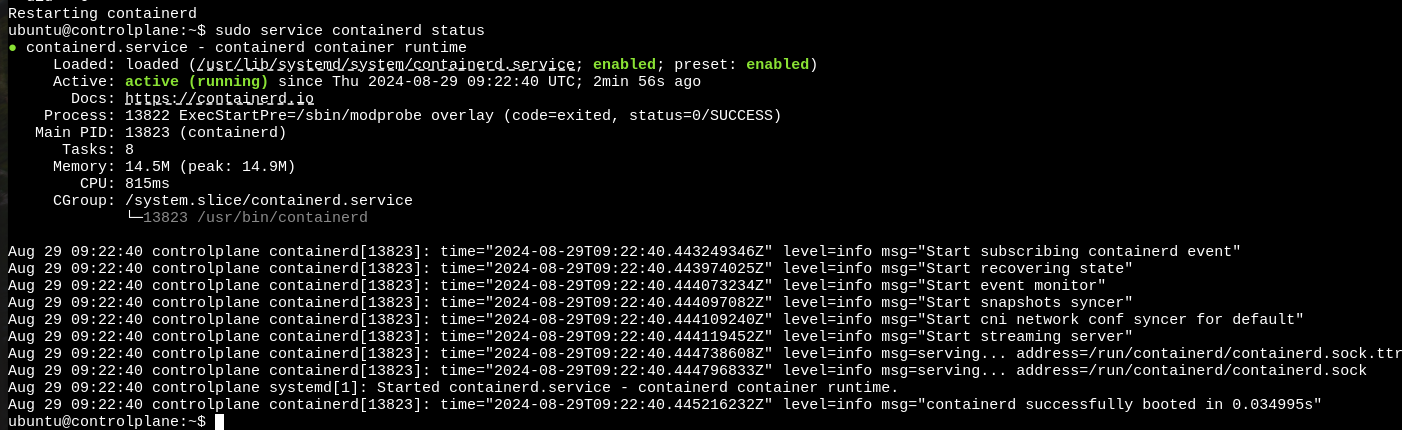 Restarting containerd
ubuntu@controlplane:~$ sudo service containerd status
● containerd.service - containerd container runtime
Loaded: loaded (/usr/lib/systemd/system/containerd.service; enabled; preset: enabled)
Active: active (running) since Thu 2024-08-29 09:22:40 UTC; 2min 56s ago
Docs: https://containerd.io
Process: 13822 ExecStartPre=/sbin/modprobe overlay (code=exited, status=0/SUCCESS)
Main PID: 13823 (containerd)
Tasks: 8
Memory: 14.5M (peak: 14.9M)
CPU: 815ms
CGroup: /system.slice/containerd.service
└─13823 /usr/bin/containerd
Aug 29 09:22:40 controlplane containerd[13823]: time="2024-08-29T09:22:40.443249346Z" level=info msg="Start subscribing containerd event"
Aug 29 09:22:40 controlplane containerd[13823]: time="2024-08-29T09:22:40.443974025Z" level=info msg="Start recovering state"
Aug 29 09:22:40 controlplane containerd[13823]: time="2024-08-29T09:22:40.444073234Z" level=info msg="Start event monitor"
Aug 29 09:22:40 controlplane containerd[13823]: time="2024-08-29T09:22:40.444097082Z" level=info msg="Start snapshots syncer"
Aug 29 09:22:40 controlplane containerd[13823]: time="2024-08-29T09:22:40.444109240Z" level=info msg="Start cni network conf syncer for default"
Aug 29 09:22:40 controlplane containerd[13823]: time="2024-08-29T09:22:40.444119452Z" level=info msg="Start streaming server"
Aug 29 09:22:40 controlplane containerd[13823]: time="2024-08-29T09:22:40.444738608Z" level=info msg=serving... address=/run/containerd/containerd.sock.ttr
Aug 29 09:22:40 controlplane containerd[13823]: time="2024-08-29T09:22:40.444796833Z" level=info msg=serving... address=/run/containerd/containerd.sock
Aug 29 09:22:40 controlplane systemd[1]: Started containerd.service - containerd container runtime.
Aug 29 09:22:40 controlplane containerd[13823]: time="2024-08-29T09:22:40.445216232Z" level=info msg="containerd successfully booted in 0.034995s"
ubuntu@controlplane:~$